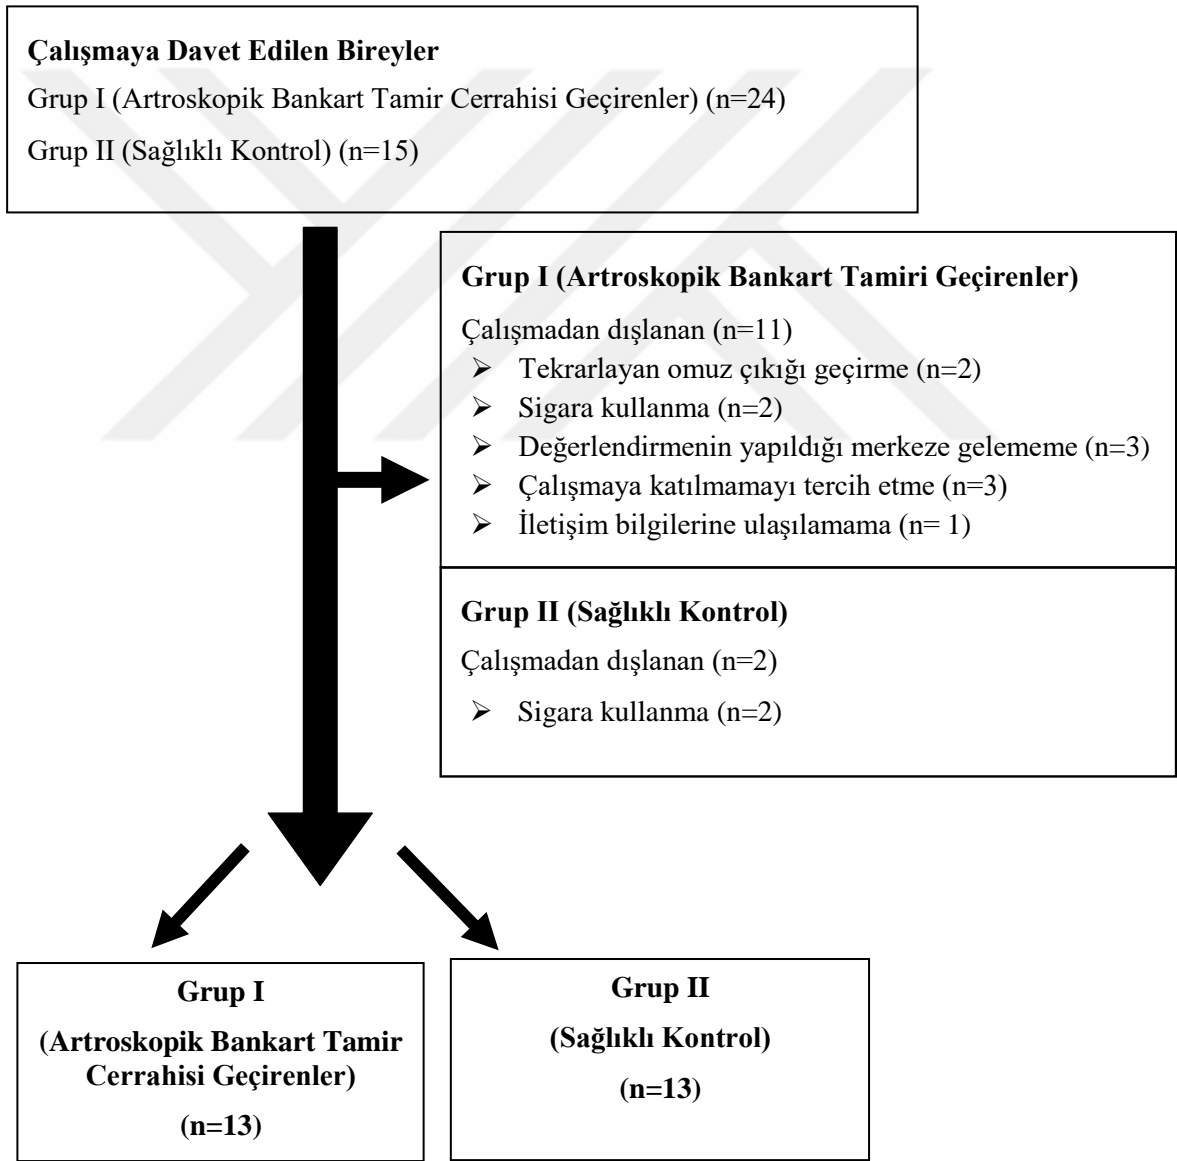 Çalışmaya Davet Edilen Bireyler
Grup I (Artroskopik Bankart Tamir Cerrahisi Geçirenler) (n=24)
Grup II (Sağlıklı Kontrol) (n=15)
Grup I (Artroskopik Bankart Tamiri Geçirenler)
Çalışmadan dışlanan (n=11)
➢ Tekrarlayan omuz çıkığı geçirme (n=2)
➢ Sigara kullanma (n=2)
➢ Değerlendirmenin yapıldığı merkeze gelememe (n=3)
➢ Çalışmaya katılmamayı tercih etme (n=3)
➢ İletişim bilgilerine ulaşılamama (n= 1)
Grup II (Sağlıklı Kontrol)
Çalışmadan dışlanan (n=2)
➢ Sigara kullanma (n=2)
Grup I
(Artroskopik Bankart Tamir
Cerrahisi Geçirenler)
(n=13)
Grup II
(Sağlıklı Kontrol)
(n=13)